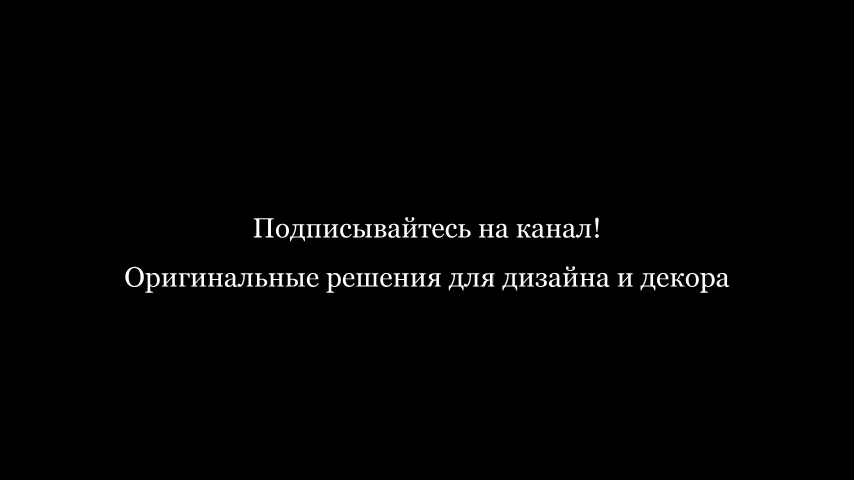 Подписывайтесь на канал!
Оригинальные решения для дизайна и декора